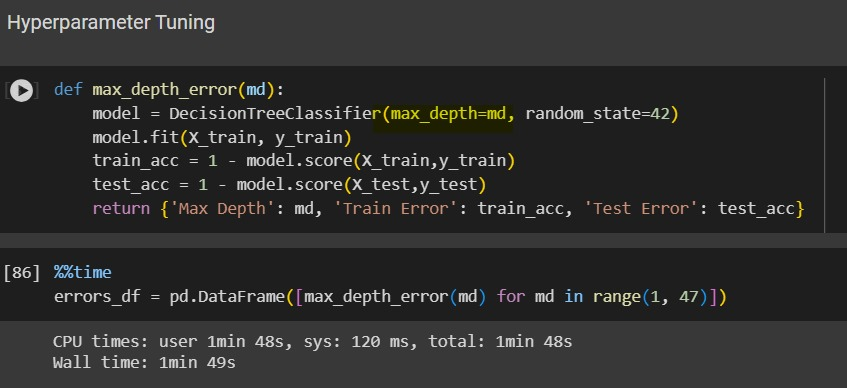 Hyperparameter Tuning
def max_depth_error(md):
    model = DecisionTreeClassifier(max_depth=md, random_state=42)
    model.fit(X_train, y_train)
    train_acc = 1 - model.score(X_train,y_train)
    test_acc = 1 - model.score(X_test,y_test)
    return {'Max Depth': md, 'Train Error': train_acc, 'Test Error': test_acc}
[86] %%time
errors_df = pd.DataFrame([max_depth_error(md) for md in range(1, 47)])
CPU times: user 1min 48s, sys: 120 ms, total: 1min 48s
Wall time: 1min 49s